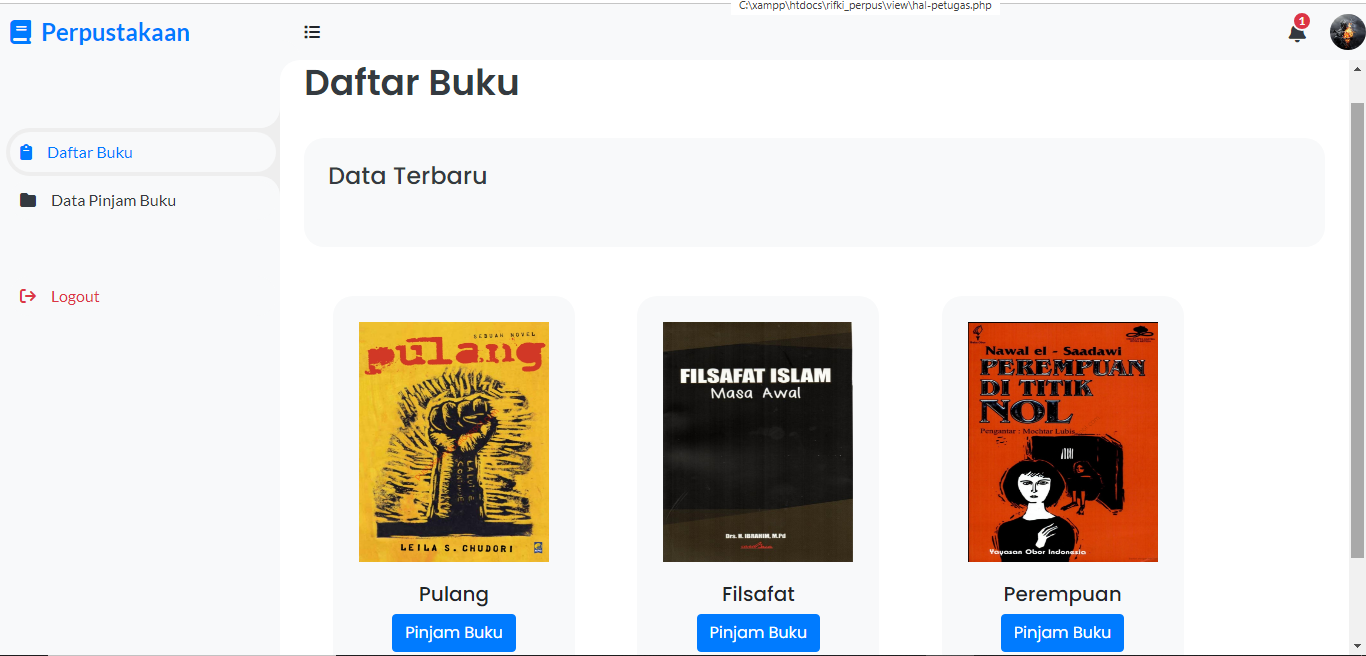 C:\xampp\htdocs\rifki_perpus\view\hal-petugas.php
Perpustakaan
1
Daftar Buku
Daftar Buku
Data Pinjam Buku
Logout
Data Terbaru
SEBUAH NOVEL
pulang
LEILA S. CHUDORI
Pulang
Pinjam Buku
FILSAFAT ISLAM
Masa Awal
Drs. H. IBRAHIM, M.Pd
Filsafat
Pinjam Buku
Nawal el - Saadawi
PEREMPUAN
DI TITIK
NOL
Pengantar : Mochtar Lubis
Yayasan Obor Indonesia
Perempuan
Pinjam Buku